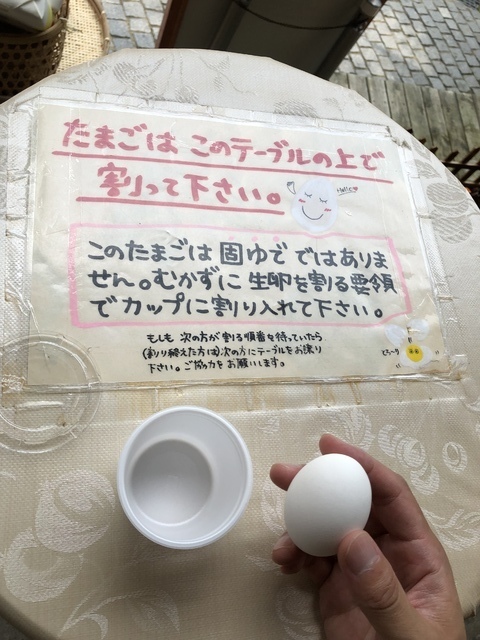 たまごは このテーブルの上で
割って下さい。
Hello
このたまごは 固ゆで ではありま
せん。むかずに 生卵を割る要領
でカップに割り入れて下さい。
もしも 次の方が割る順番を待っていたら
(割り終えた方は)次の方にテーブルをお譲り
下さい。ご協力を お願いします。
とろ〜り